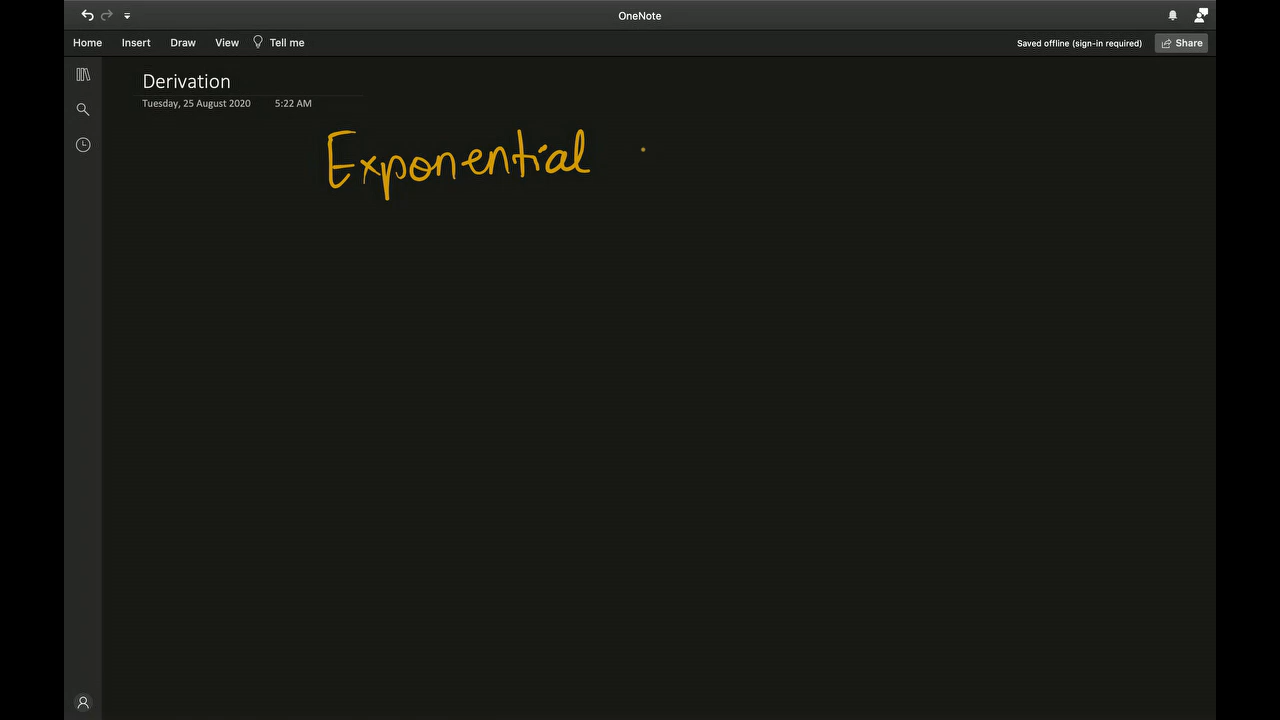 OneNote
Home Insert Draw View Tell me Saved offline (sign-in required) Share
Derivation
Tuesday, 25 August 2020 5:22 AM
Exponential